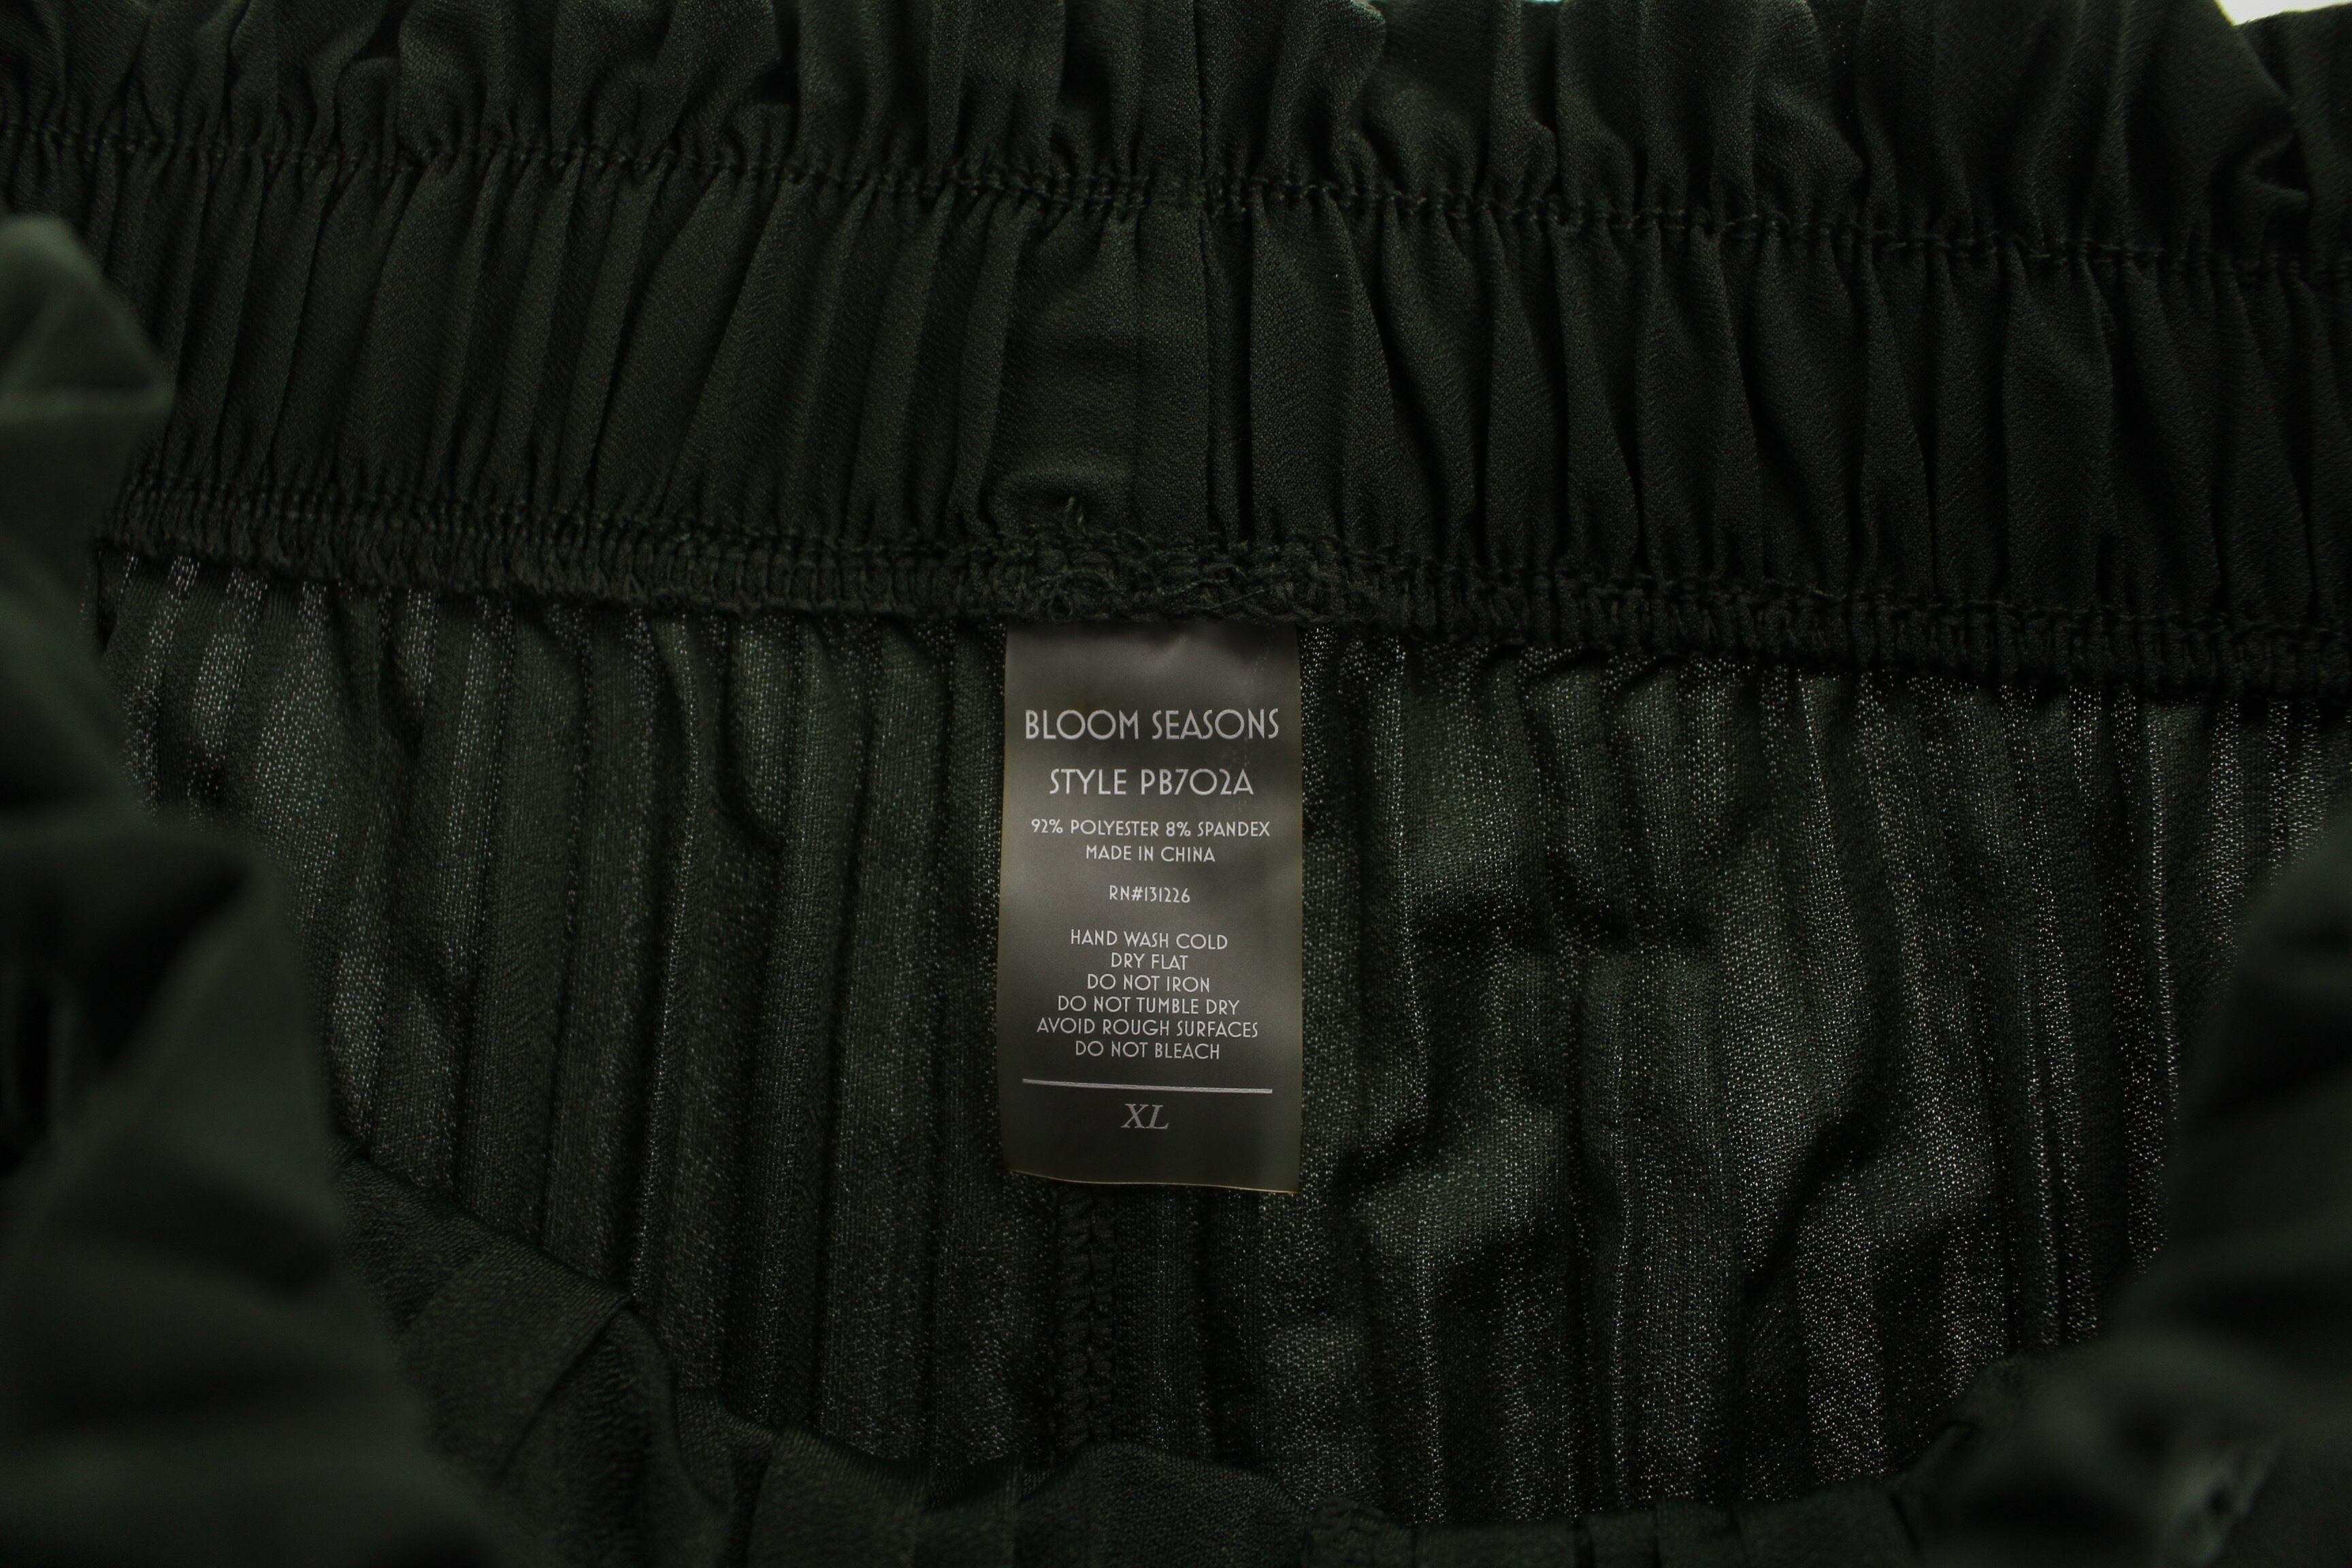 BLOOM SEASONS
STYLE PB702A
92% POLYESTER 8% SPANDEX
MADE IN CHINA
RN#131226
HAND WASH COLD
DRY FLAT
DO NOT IRON
DO NOT TUMBLE DRY
AVOID ROUGH SURFACES
DO NOT BLEACH
XL